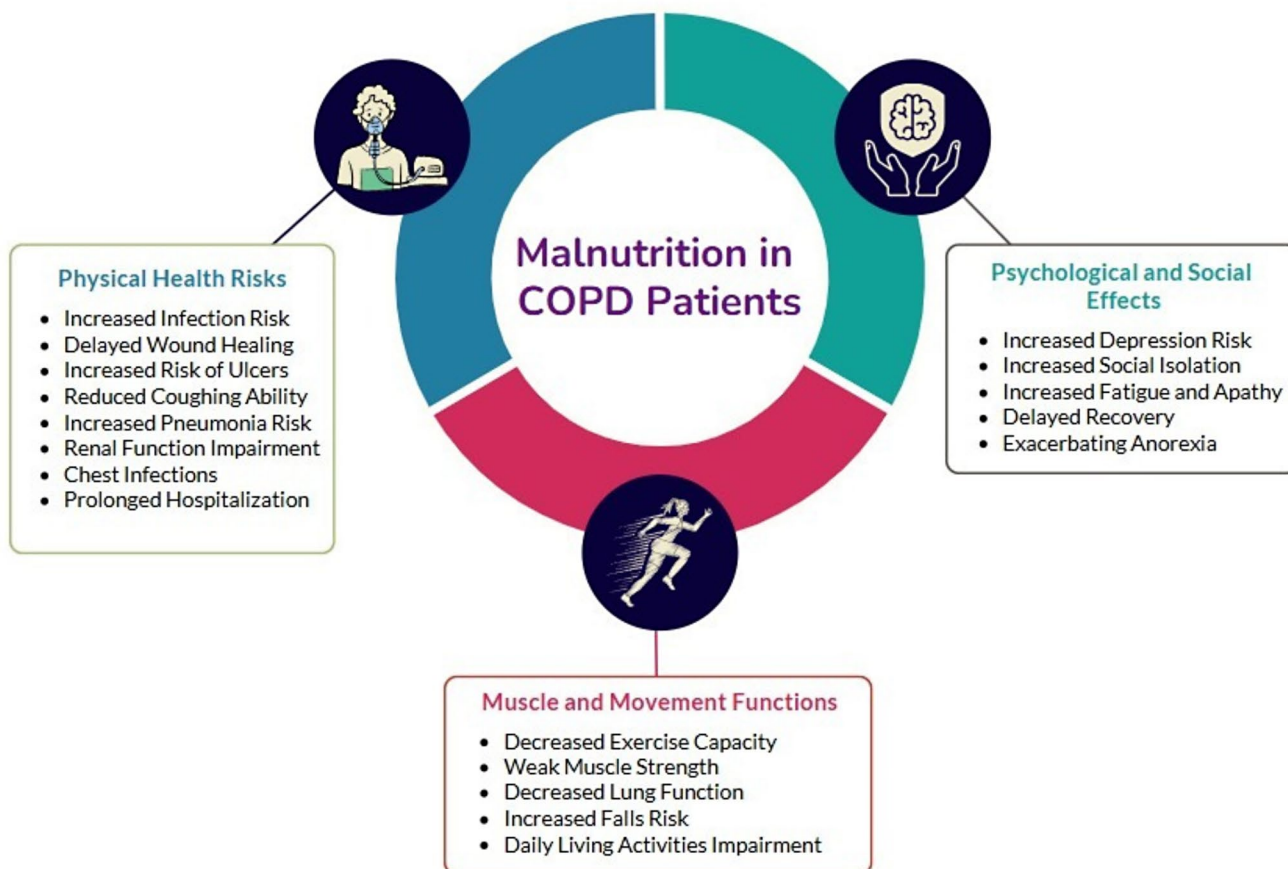 Malnutrition in
COPD Patients
Physical Health Risks
• Increased Infection Risk
• Delayed Wound Healing
• Increased Risk of Ulcers
• Reduced Coughing Ability
• Increased Pneumonia Risk
• Renal Function Impairment
• Chest Infections
• Prolonged Hospitalization
Psychological and Social
Effects
• Increased Depression Risk
• Increased Social Isolation
• Increased Fatigue and Apathy
• Delayed Recovery
• Exacerbating Anorexia
Muscle and Movement Functions
• Decreased Exercise Capacity
• Weak Muscle Strength
• Decreased Lung Function
• Increased Falls Risk
• Daily Living Activities Impairment